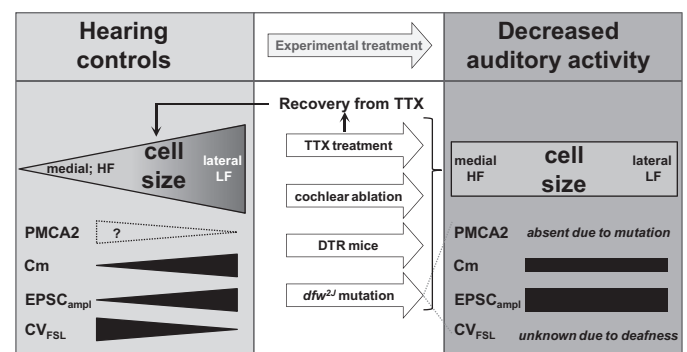 Hearing
controls
Experimental treatment
Decreased
auditory activity
Recovery from TTX
medial; HF
cell
size
lateral
LF
TTX treatment
cochlear ablation
DTR mice
dfw2J mutation
medial
HF
cell
size
lateral
LF
PMCA2 ?
Cm
EPSCampl
CVFSL
PMCA2 absent due to mutation
Cm
EPSCampl
CVFSL unknown due to deafness